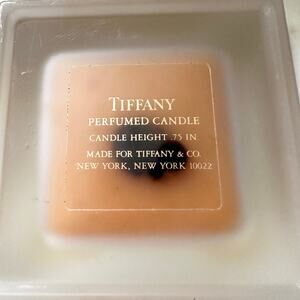 TIFFANY
PERFUMED CANDLE
CANDLE HEIGHT .75 IN.
MADE FOR TIFFANY & CO.
NEW YORK, NEW YORK 10022